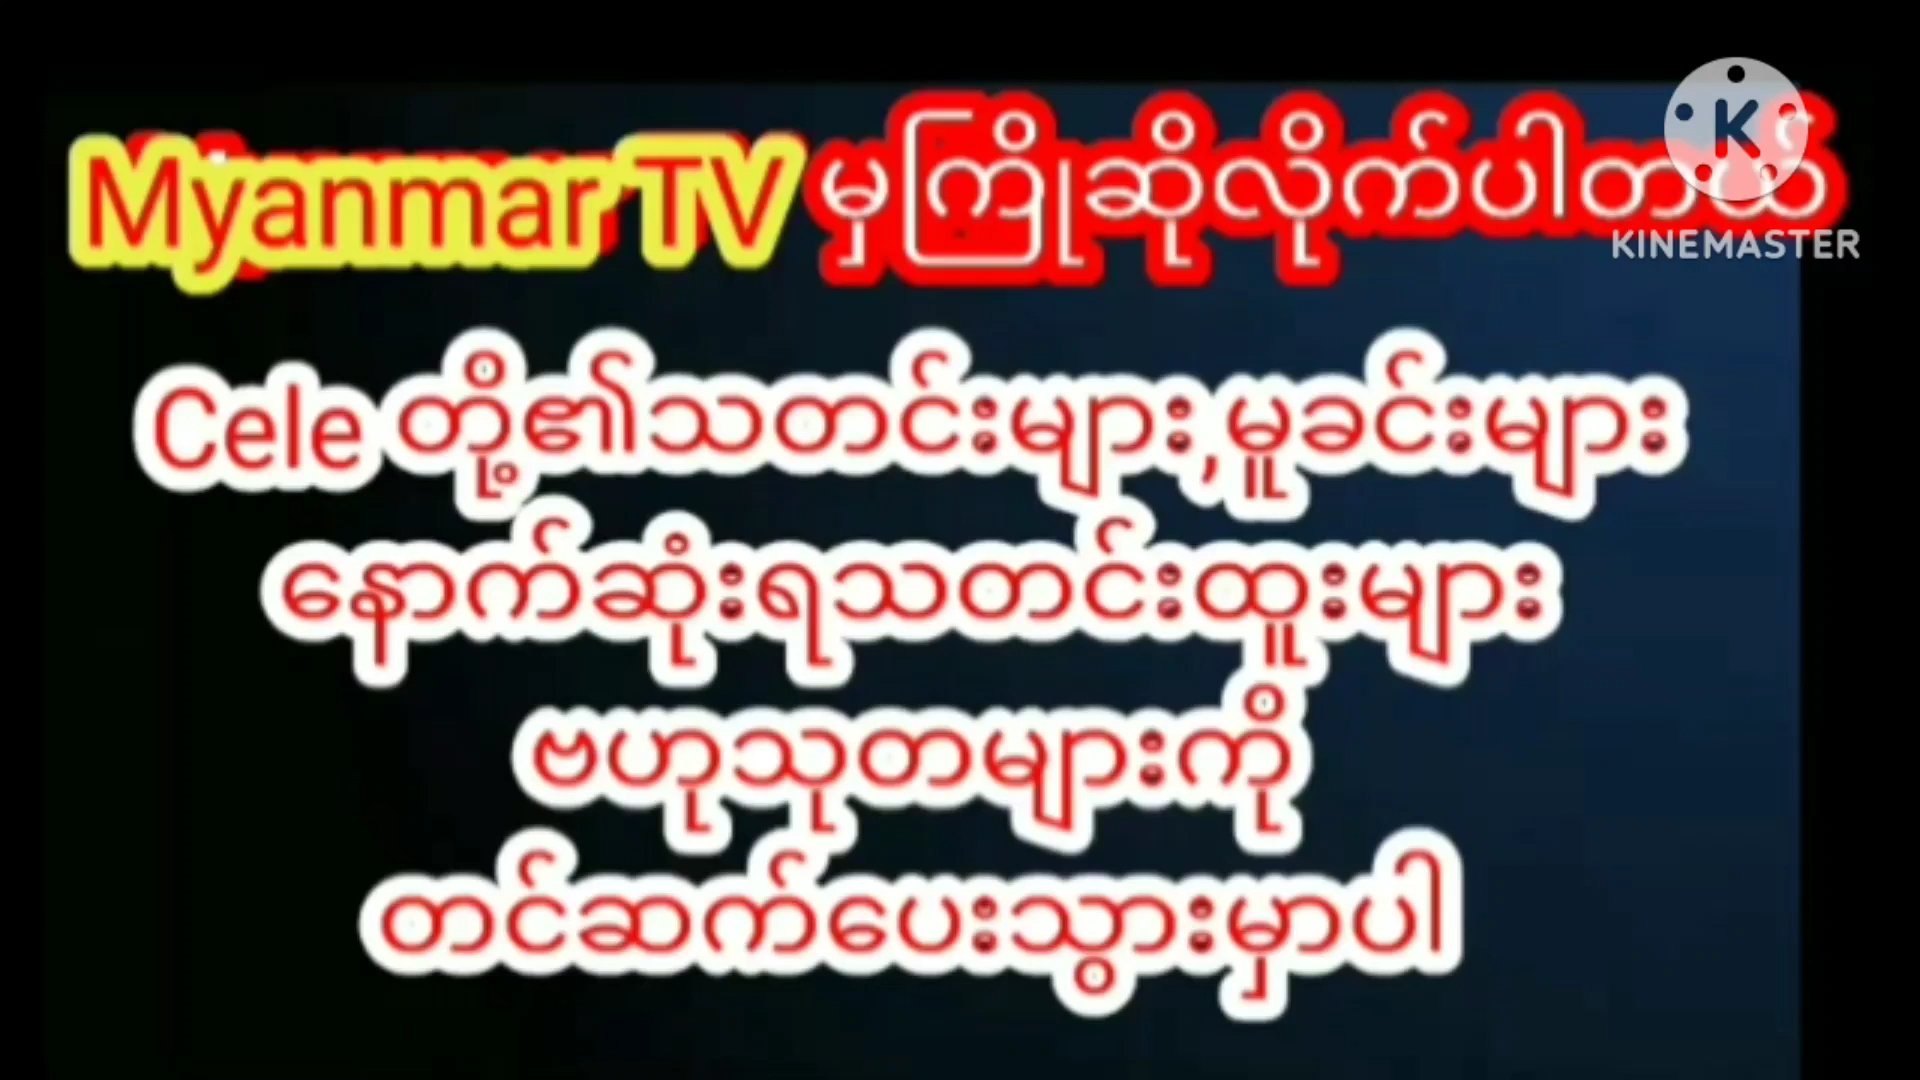 Myanmar TV မှကြိုဆိုလိုက်ပါတယ်
KINEMASTER
Cele တို့၏သတင်းများ,မူခင်းများ
နောက်ဆုံးရသတင်းထူးများ
ဗဟုသုတများကို
တင်ဆက်ပေးသွားမှာပါ